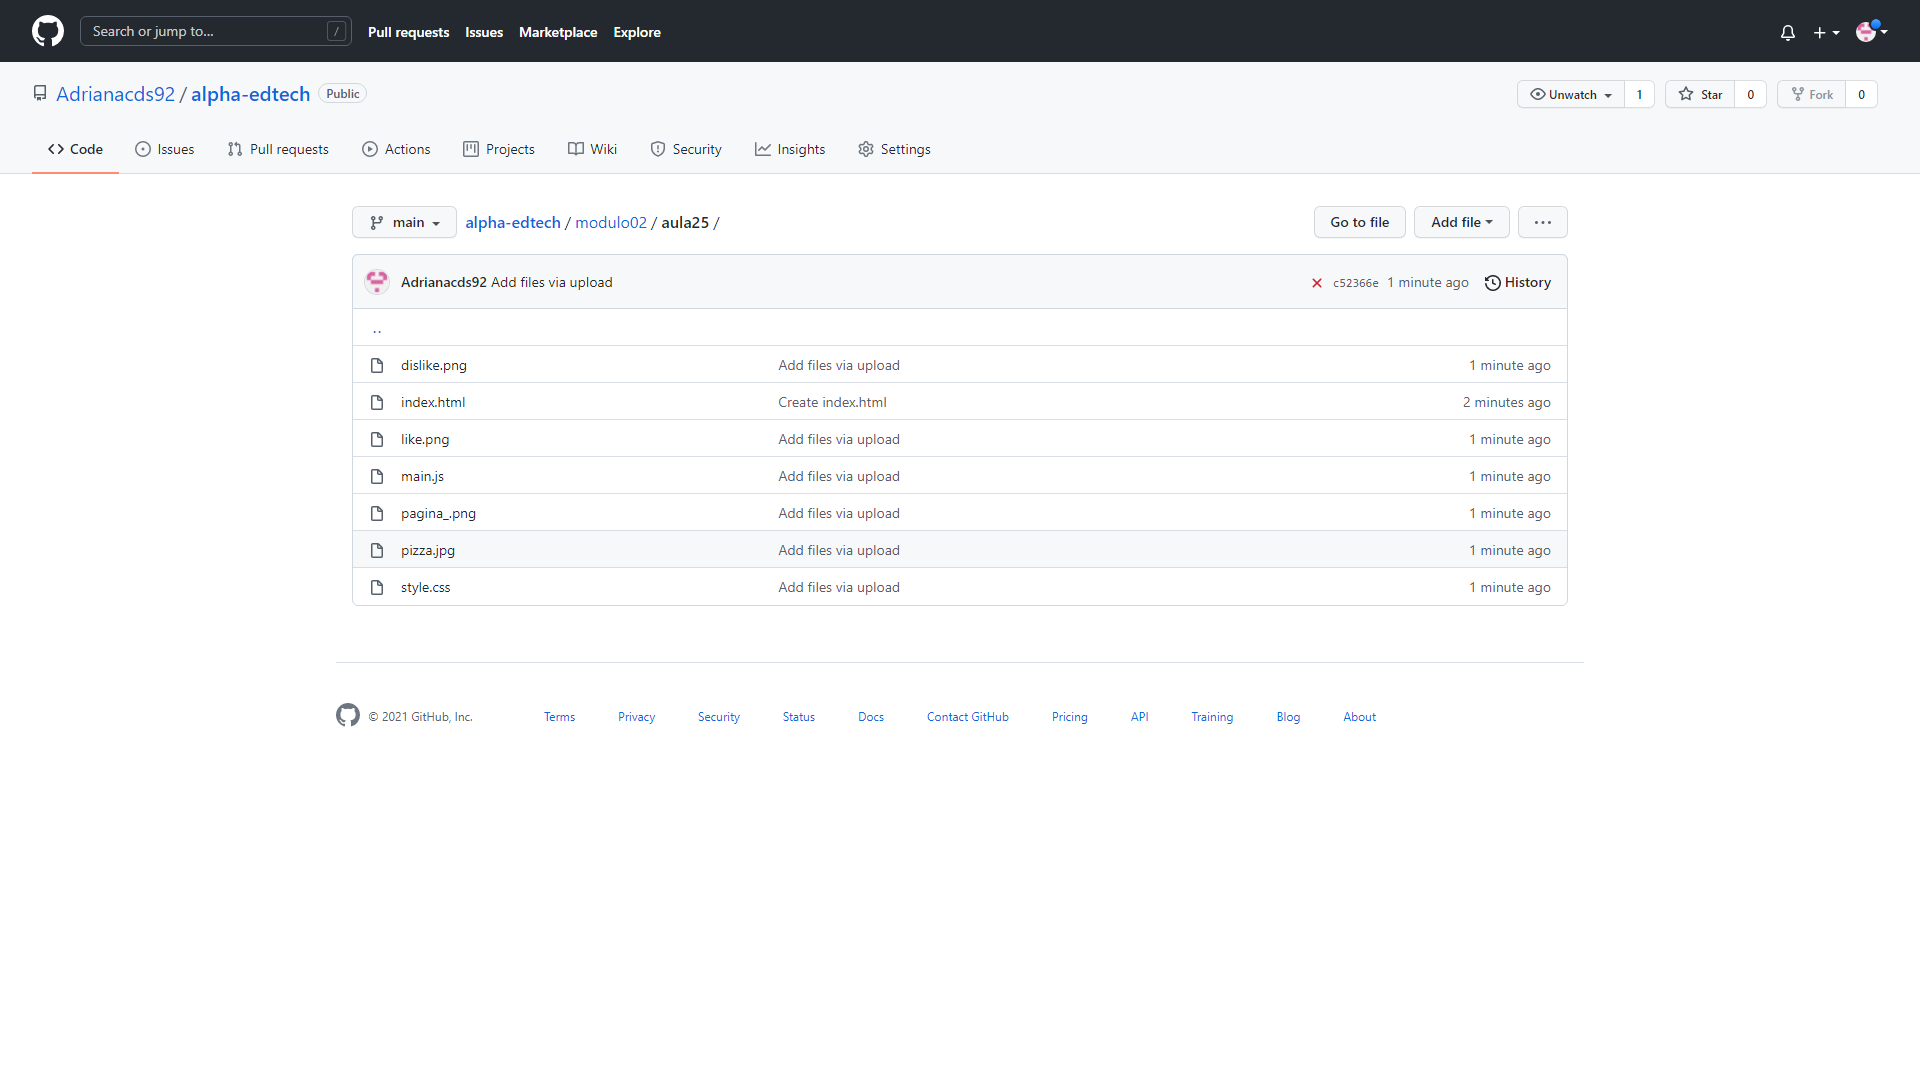 Search or jump to... /
Pull requests Issues Marketplace Explore
Adrianacds92 / alpha-edtech Public
Unwatch 1 Star 0 Fork 0
Code Issues Pull requests Actions Projects Wiki Security Insights Settings
main alpha-edtech / modulo02 / aula25 / Go to file Add file ...
Adrianacds92 Add files via upload c52366e 1 minute ago History
..
dislike.png Add files via upload 1 minute ago
index.html Create index.html 2 minutes ago
like.png Add files via upload 1 minute ago
main.js Add files via upload 1 minute ago
pagina_.png Add files via upload 1 minute ago
pizza.jpg Add files via upload 1 minute ago
style.css Add files via upload 1 minute ago
© 2021 GitHub, Inc. Terms Privacy Security Status Docs Contact GitHub Pricing API Training Blog About